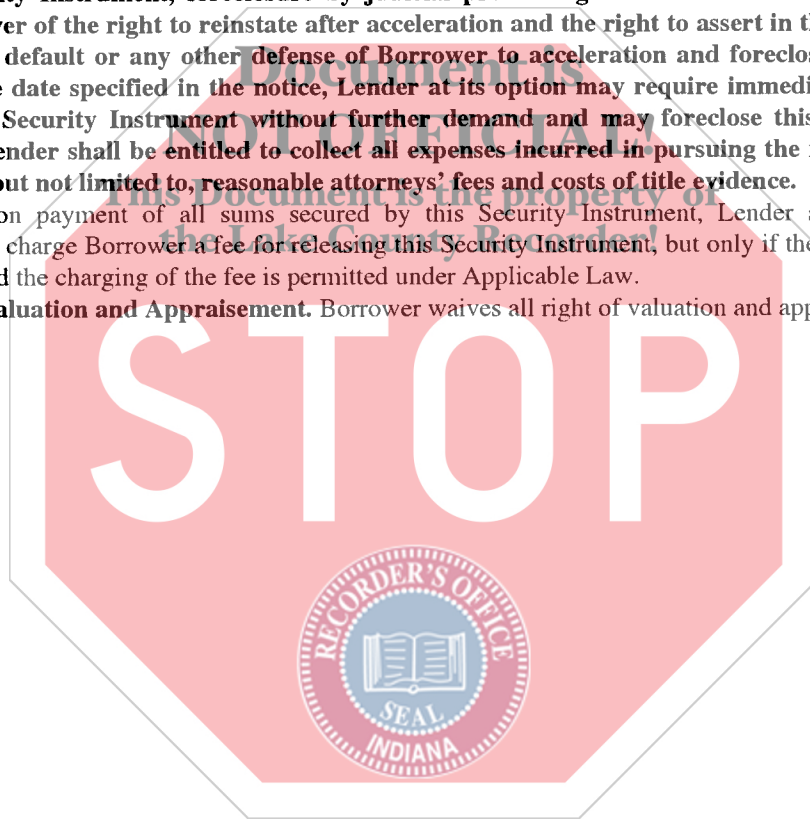 er of the right to reinstate after acceleration and the right to assert in t
default or any other defense of Borrower to acceleration and foreclo
date specified in the notice, Lender at its option may require immedi
Security Instrument without further demand and may foreclose this
ender shall be entitled to collect all expenses incurred in pursuing the
out not limited to, reasonable attorneys' fees and costs of title evidence.
on payment of all sums secured by this Security Instrument, Lender
charge Borrower a fee for releasing this Security Instrument, but only if the
d the charging of the fee is permitted under Applicable Law.
aluation and Appraisement. Borrower waives all right of valuation and app
Document is
NOT OFFICIAL!
This Document is the property of
the Lake County Recorder!
STOP
RECORDER'S OFFICE
SEAL
INDIANA